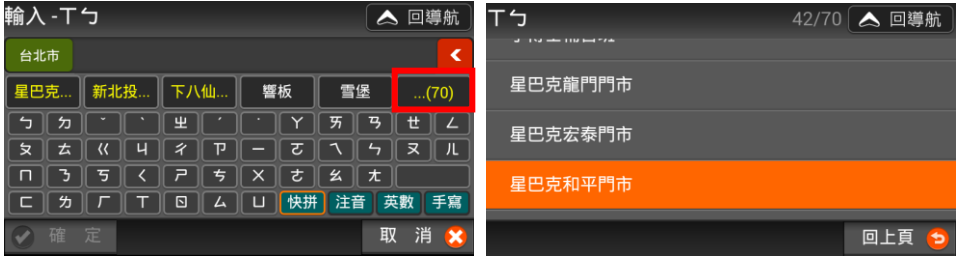 輸入 -ㄒㄅ
回導航
台北市
星巴克... 新北投... 下八仙... 響板 雪堡 ...(70)
ㄅ ㄉ ˇ ˋ ㄓ ˊ ˙ ㄚ ㄞ ㄢ ㄝ ㄥ
ㄆ ㄊ ㄍ ㄐ ㄔ ㄗ ㄧ ㄛ ㄟ ㄣ ㄡ ㄦ
ㄇ ㄋ ㄎ ㄑ ㄕ ㄘ ㄨ ㄜ ㄠ ㄤ
ㄈ ㄌ ㄏ ㄒ ㄖ ㄙ ㄩ 快拼 注音 英數 手寫
確 定
取 消
ㄒㄅ
42/70
回導航
星巴克龍門門市
星巴克宏泰門市
星巴克和平門市
回上頁